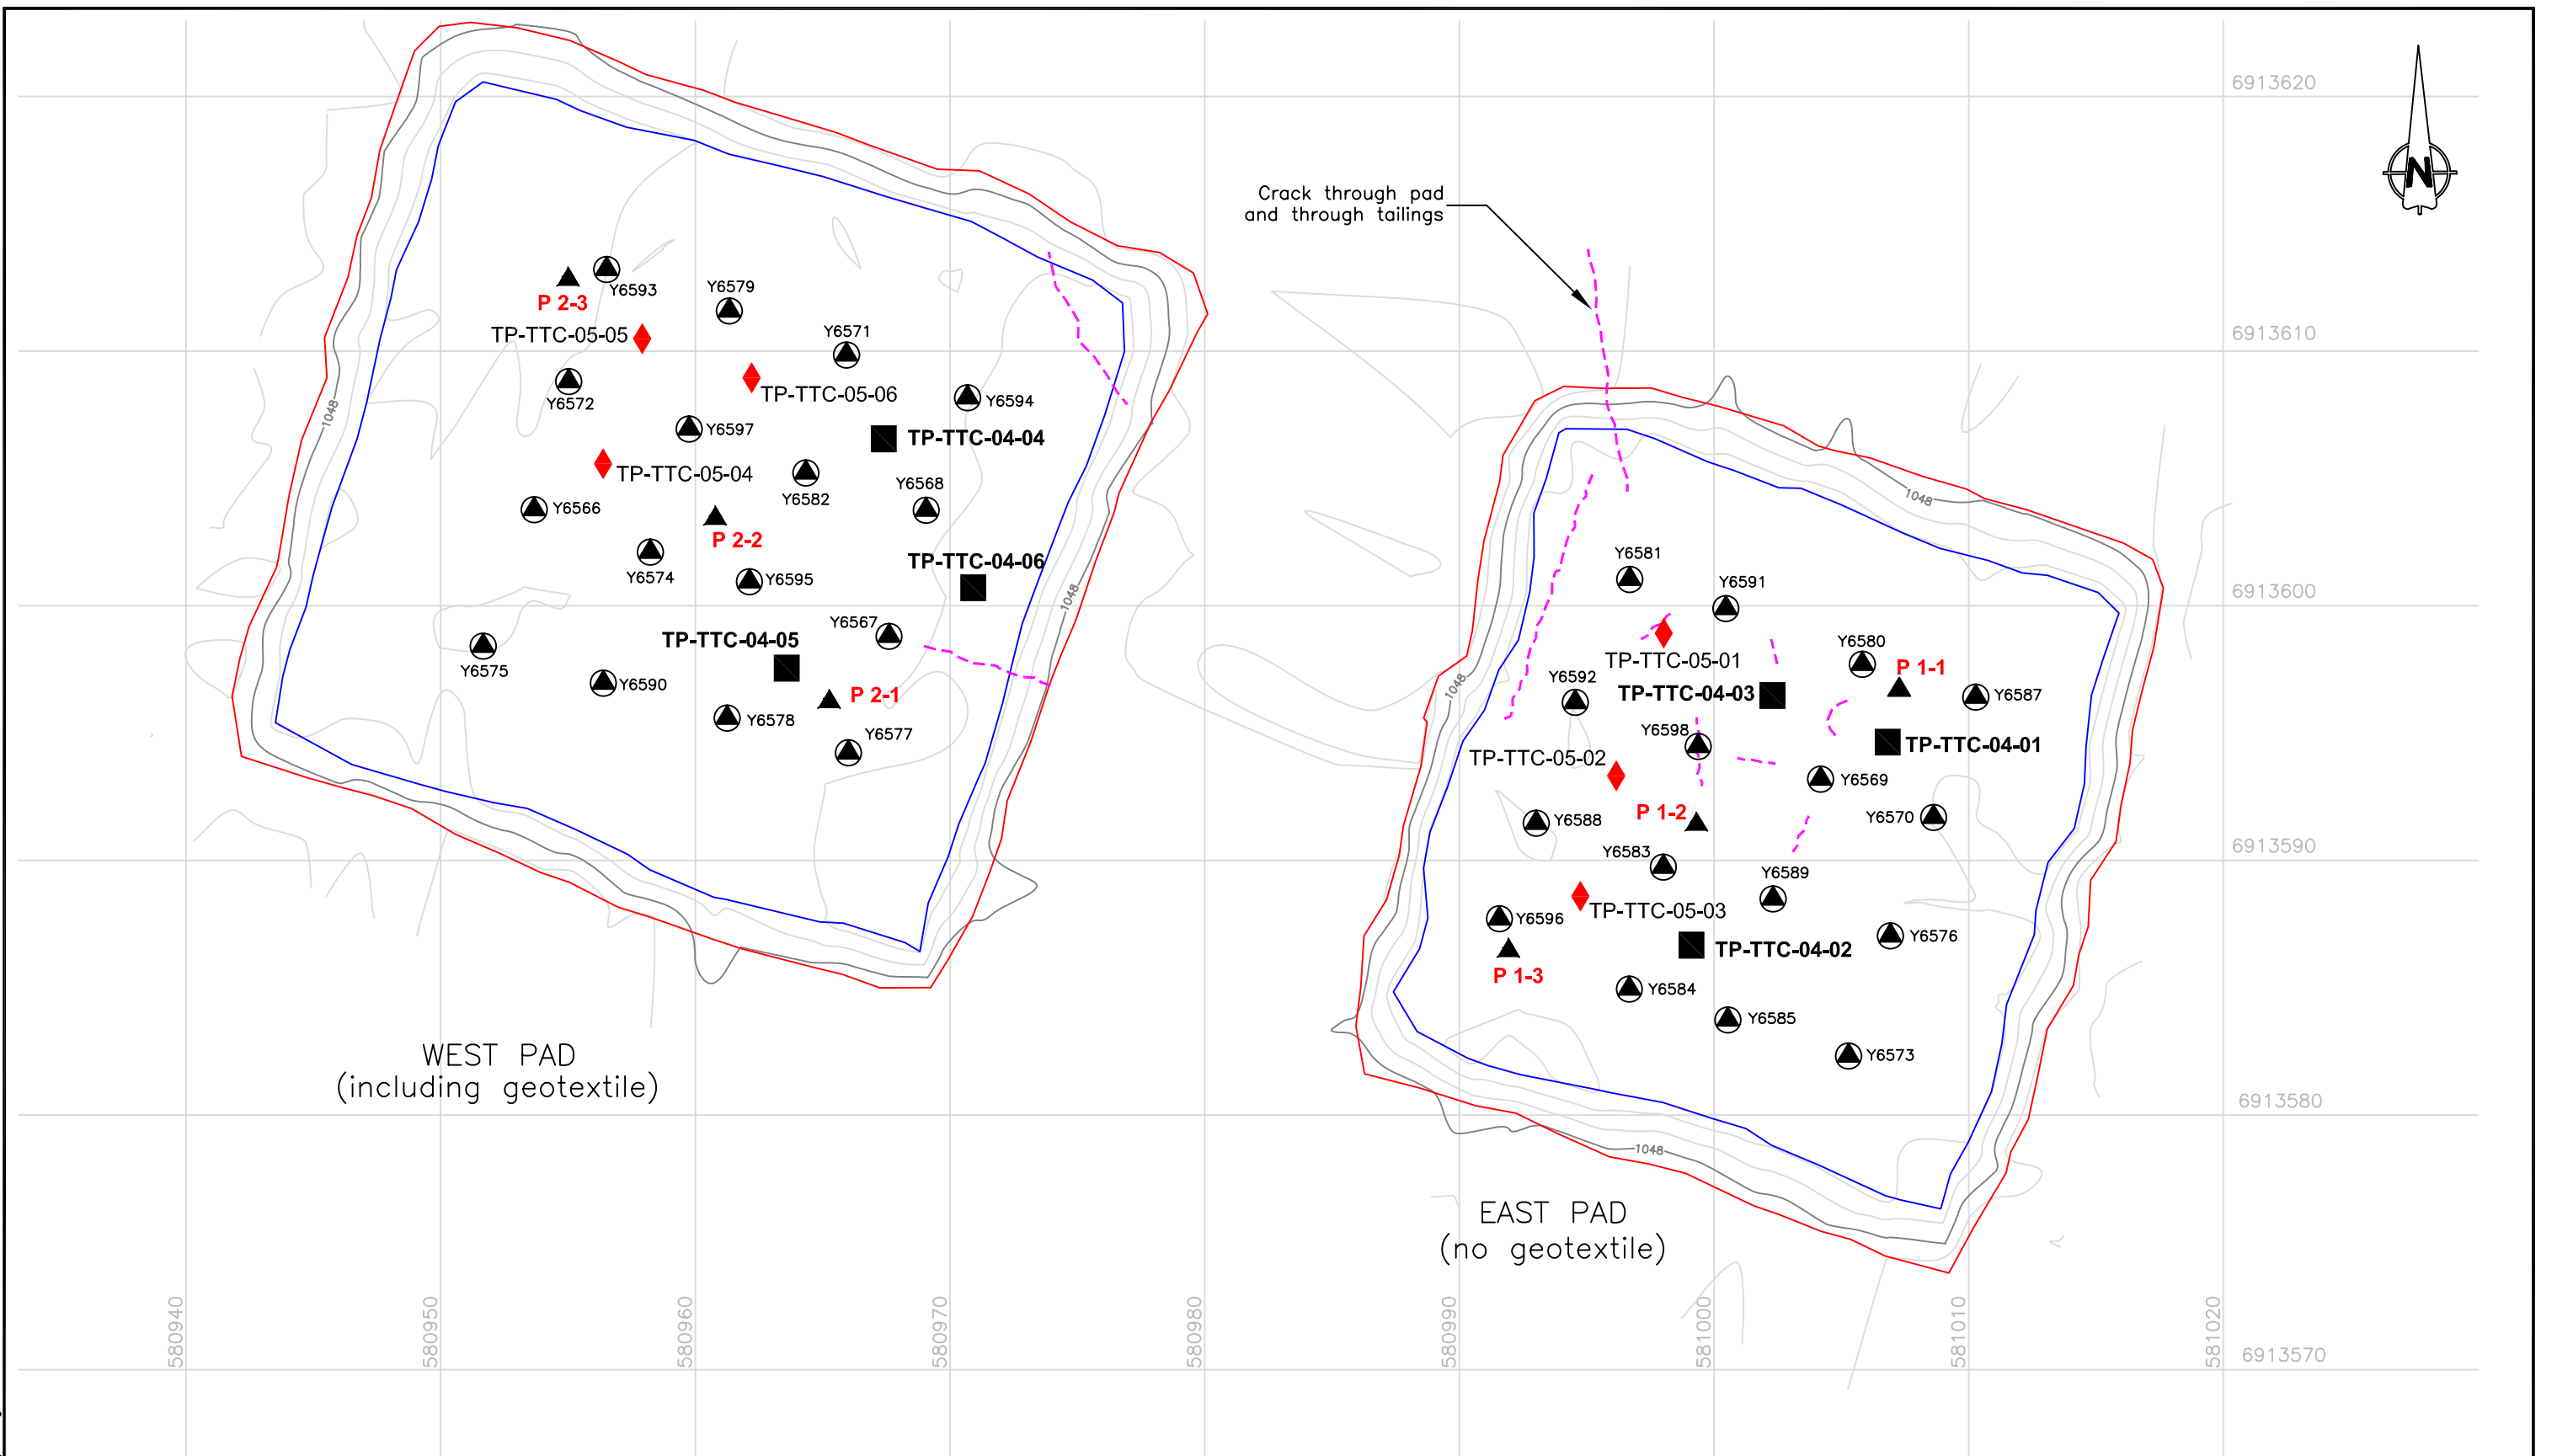 6913620
N
Crack through pad
and through tailings
Y6593
P 2-3
Y6579
TP-TTC-05-05
Y6571
6913610
TP-TTC-05-06
Y6572
Y6594
1048
Y6597
TP-TTC-04-04
TP-TTC-05-04
Y6582
Y6568
1048
Y6566
P 2-2
Y6581
TP-TTC-04-06
Y6574
Y6595
1048
Y6591
6913600
Y6567
TP-TTC-04-05
Y6580
TP-TTC-05-01
P 1-1
Y6575
Y6592
1048
Y6590
P 2-1
TP-TTC-04-03
Y6587
Y6578
Y6598
Y6577
TP-TTC-04-01
TP-TTC-05-02
Y6569
P 1-2
Y6588
Y6570
6913590
Y6583
Y6589
TP-TTC-05-03
Y6596
Y6576
TP-TTC-04-02
P 1-3
Y6584
Y6585
WEST PAD
(including geotextile)
Y6573
6913580
1048
EAST PAD
(no geotextile)
580940
580950
580960
580970
580980
580990
581000
581010
581020
6913570